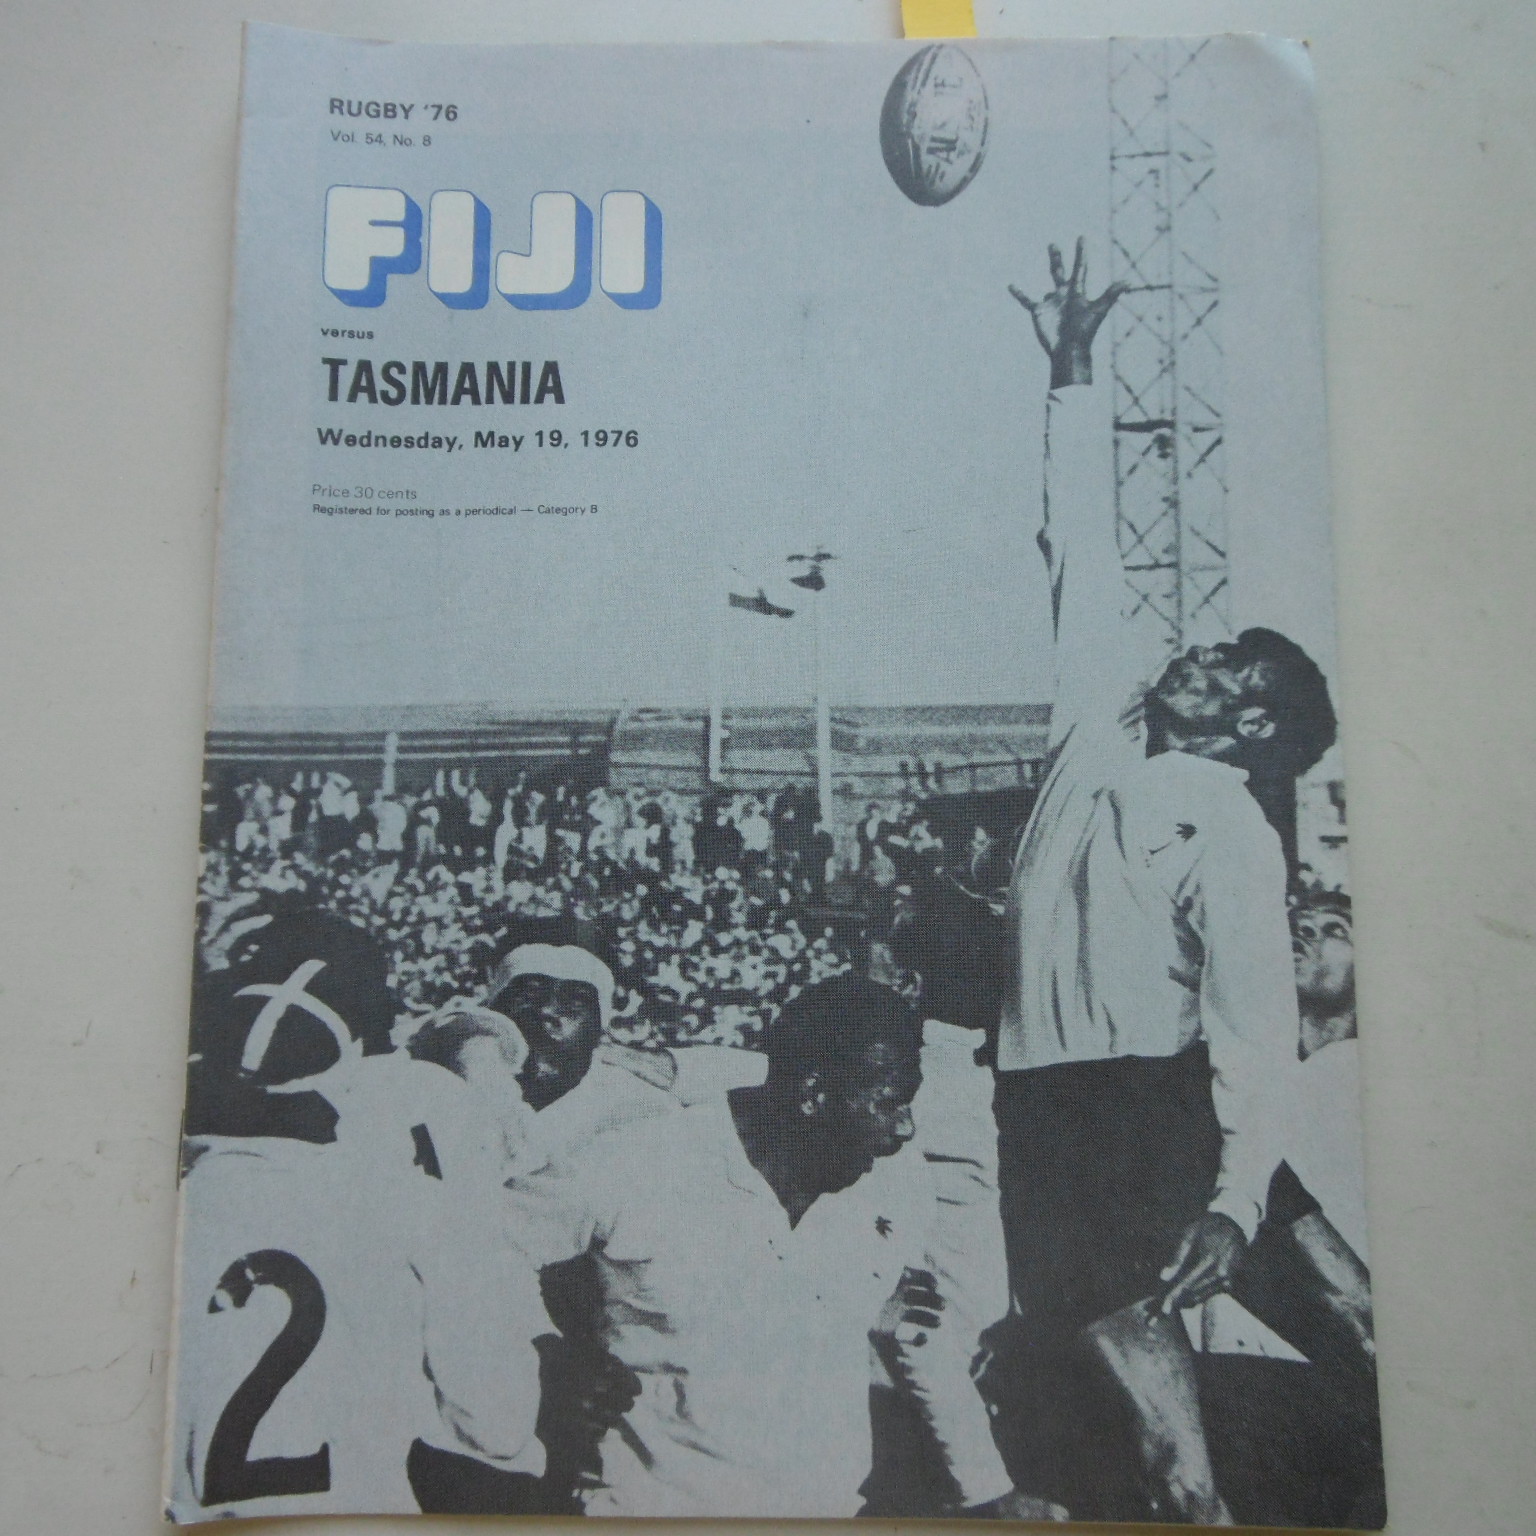 RUGBY '76
Vol. 54, No. 8
FIJI
versus
TASMANIA
Wednesday, May 19, 1976
Price 30 cents
Registered for posting as a periodical — Category B
2